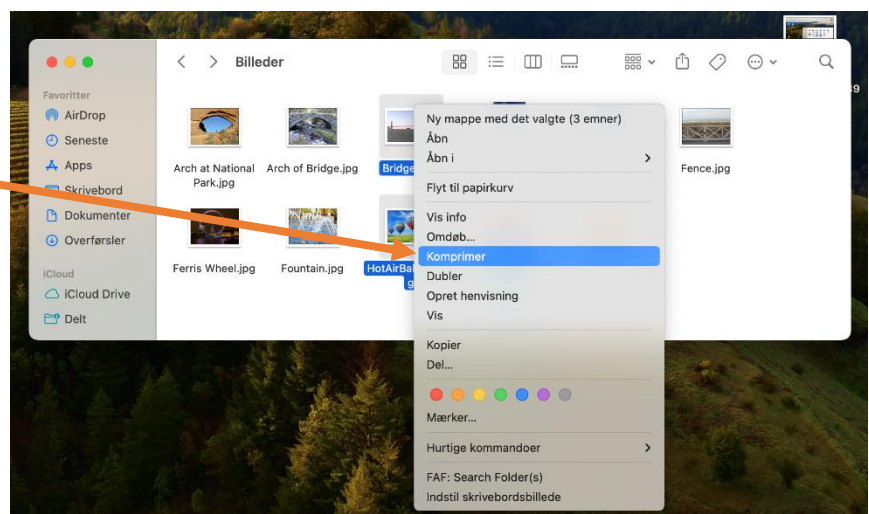 Billeder
Favoritter
AirDrop
Seneste
Apps
Skrivebord
Dokumenter
Overførsler
iCloud
iCloud Drive
Delt
Arch at National
Park.jpg
Arch of Bridge.jpg
Fence.jpg
Ferris Wheel.jpg
Fountain.jpg
Ny mappe med det valgte (3 emner)
Åbn
Åbn i
Flyt til papirkurv
Vis info
Omdøb...
Komprimer
Dubler
Opret henvisning
Vis
Kopier
Del...
Mærker...
Hurtige kommandoer
FAF: Search Folder(s)
Indstil skrivebordsbillede